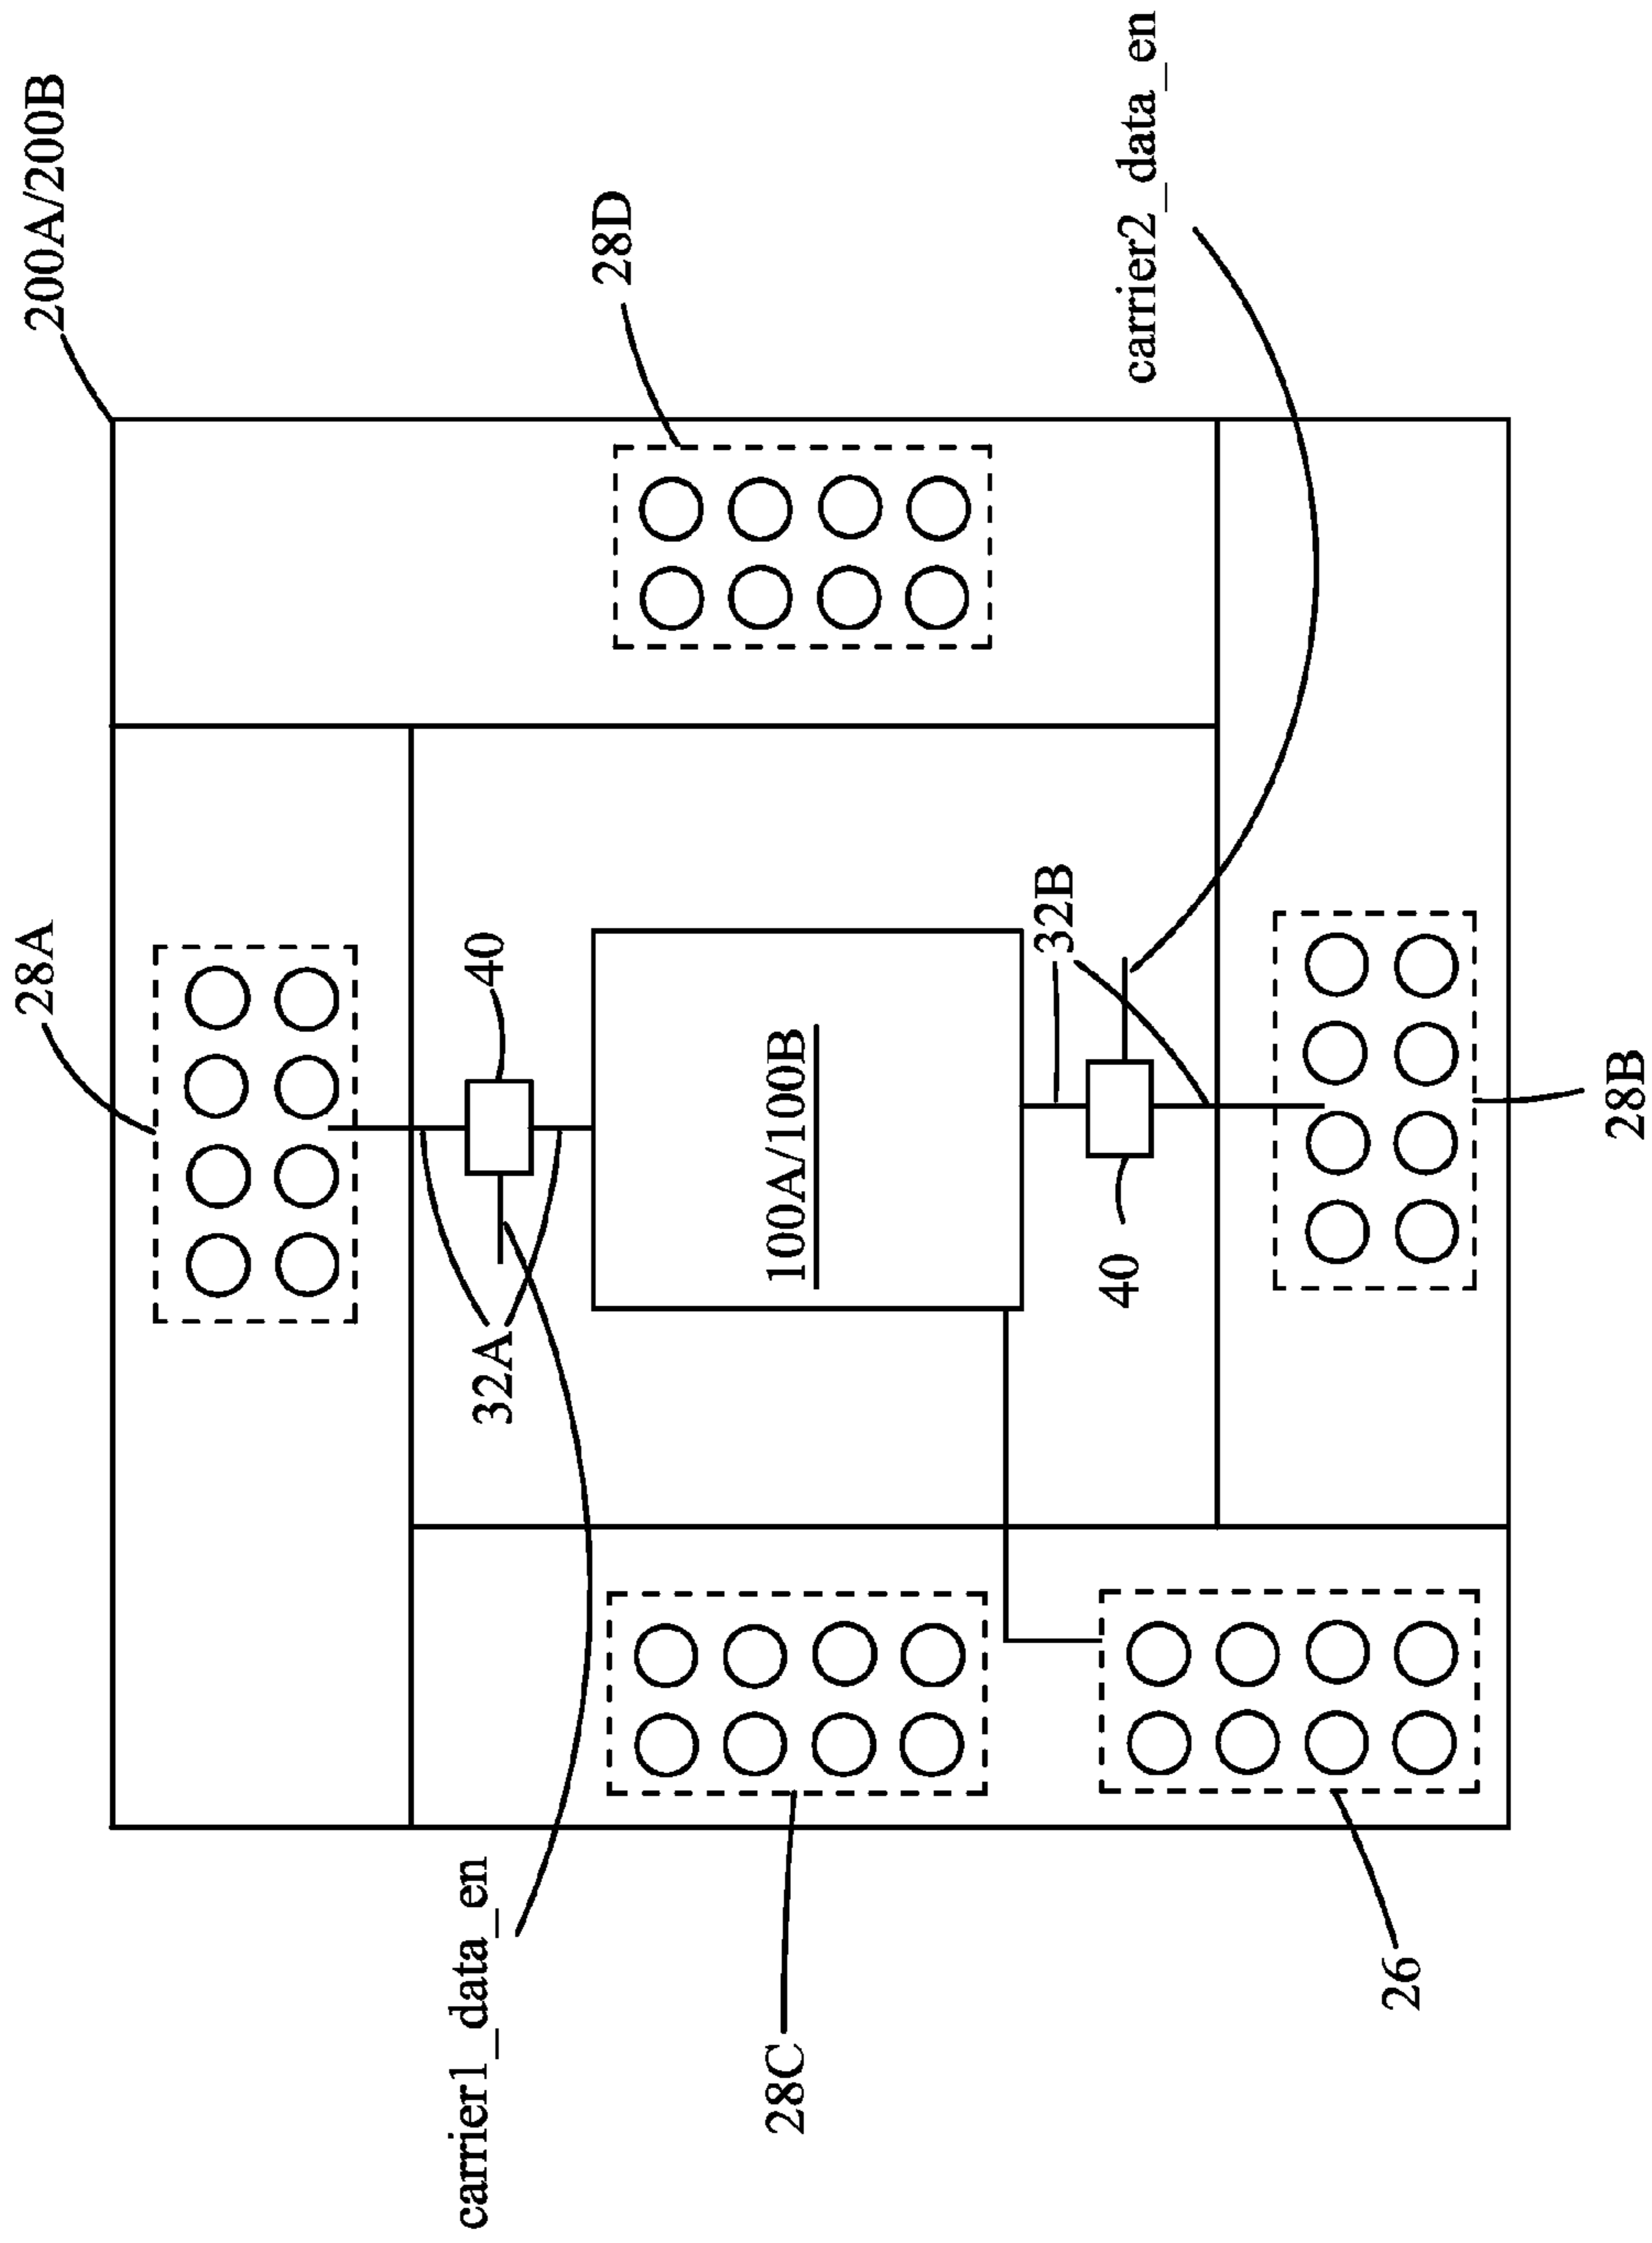 28A
200A/200B
carrier1_data_en
32A
40
28D
28C
100A/100B
32B
40
carrier2_data_en
26
28B